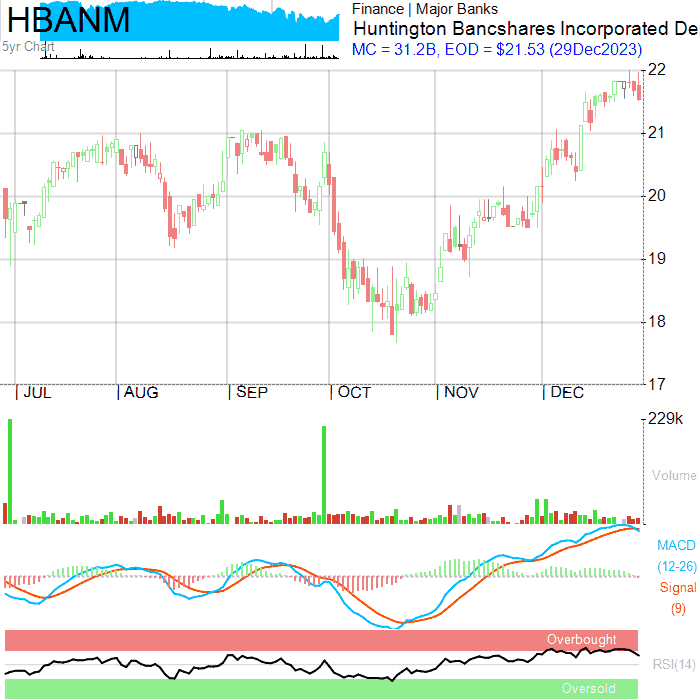 HBANM
5yr Chart
Finance | Major Banks
Huntington Bancshares Incorporated De
MC = 31.2B, EOD = $21.53 (29Dec2023)
22
21
20
19
18
17
JUL
AUG
SEP
OCT
NOV
DEC
229k
Volume
MACD
(12-26)
Signal
(9)
Overbought
RSI(14)
Oversold